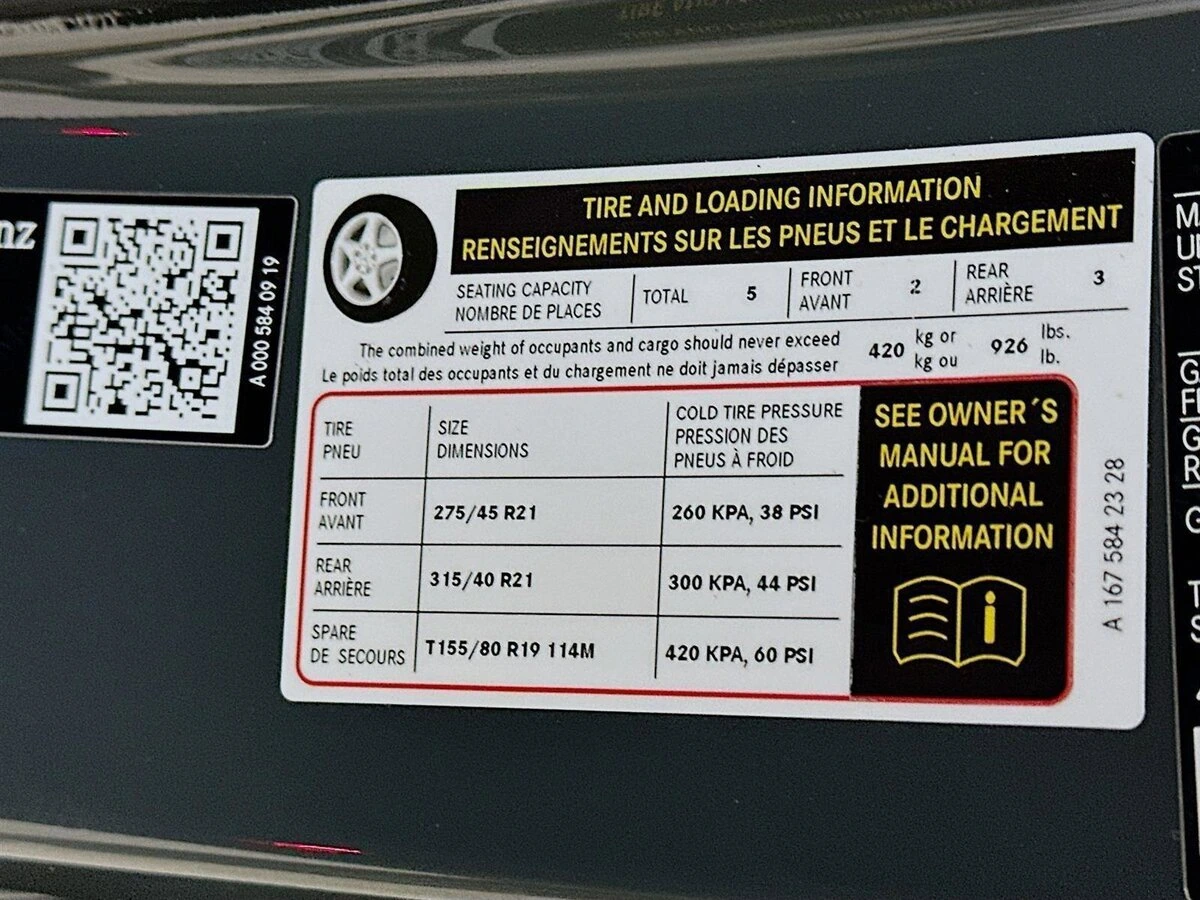 nz
A 000 584 09 19
TIRE AND LOADING INFORMATION
RENSEIGNEMENTS SUR LES PNEUS ET LE CHARGEMENT
SEATING CAPACITY
NOMBRE DE PLACES
TOTAL 5
FRONT
AVANT
2
REAR
ARRIÈRE
3
The combined weight of occupants and cargo should never exceed
Le poids total des occupants et du chargement ne doit jamais dépasser
420
kg or
kg ou
926
lbs.
lb.
TIRE
PNEU
SIZE
DIMENSIONS
COLD TIRE PRESSURE
PRESSION DES
PNEUS À FROID
FRONT
AVANT
275/45 R21
260 KPA, 38 PSI
REAR
ARRIÈRE
315/40 R21
300 KPA, 44 PSI
SPARE
DE SECOURS
T155/80 R19 114M
420 KPA, 60 PSI
SEE OWNER´S
MANUAL FOR
ADDITIONAL
INFORMATION
i
A 167 584 23 28